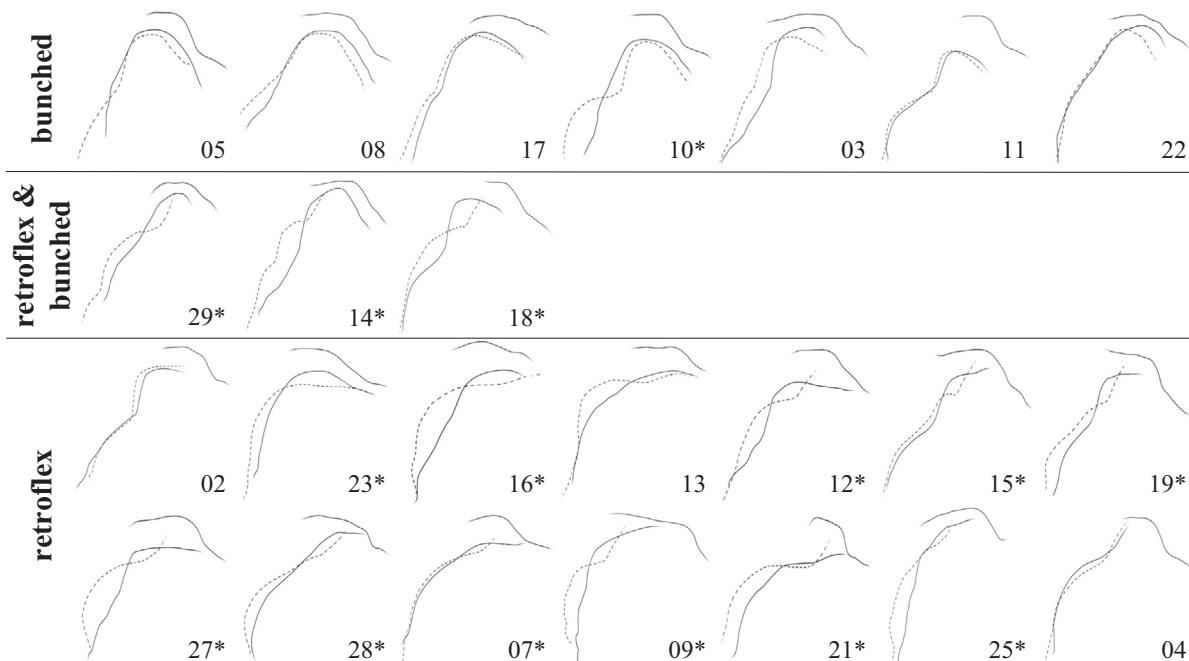 bunched
05 08 17 10* 03 11 22
retroflex &
bunched
29* 14* 18*
retroflex
02 23* 16* 13 12* 15* 19*
27* 28* 07* 09* 21* 25* 04